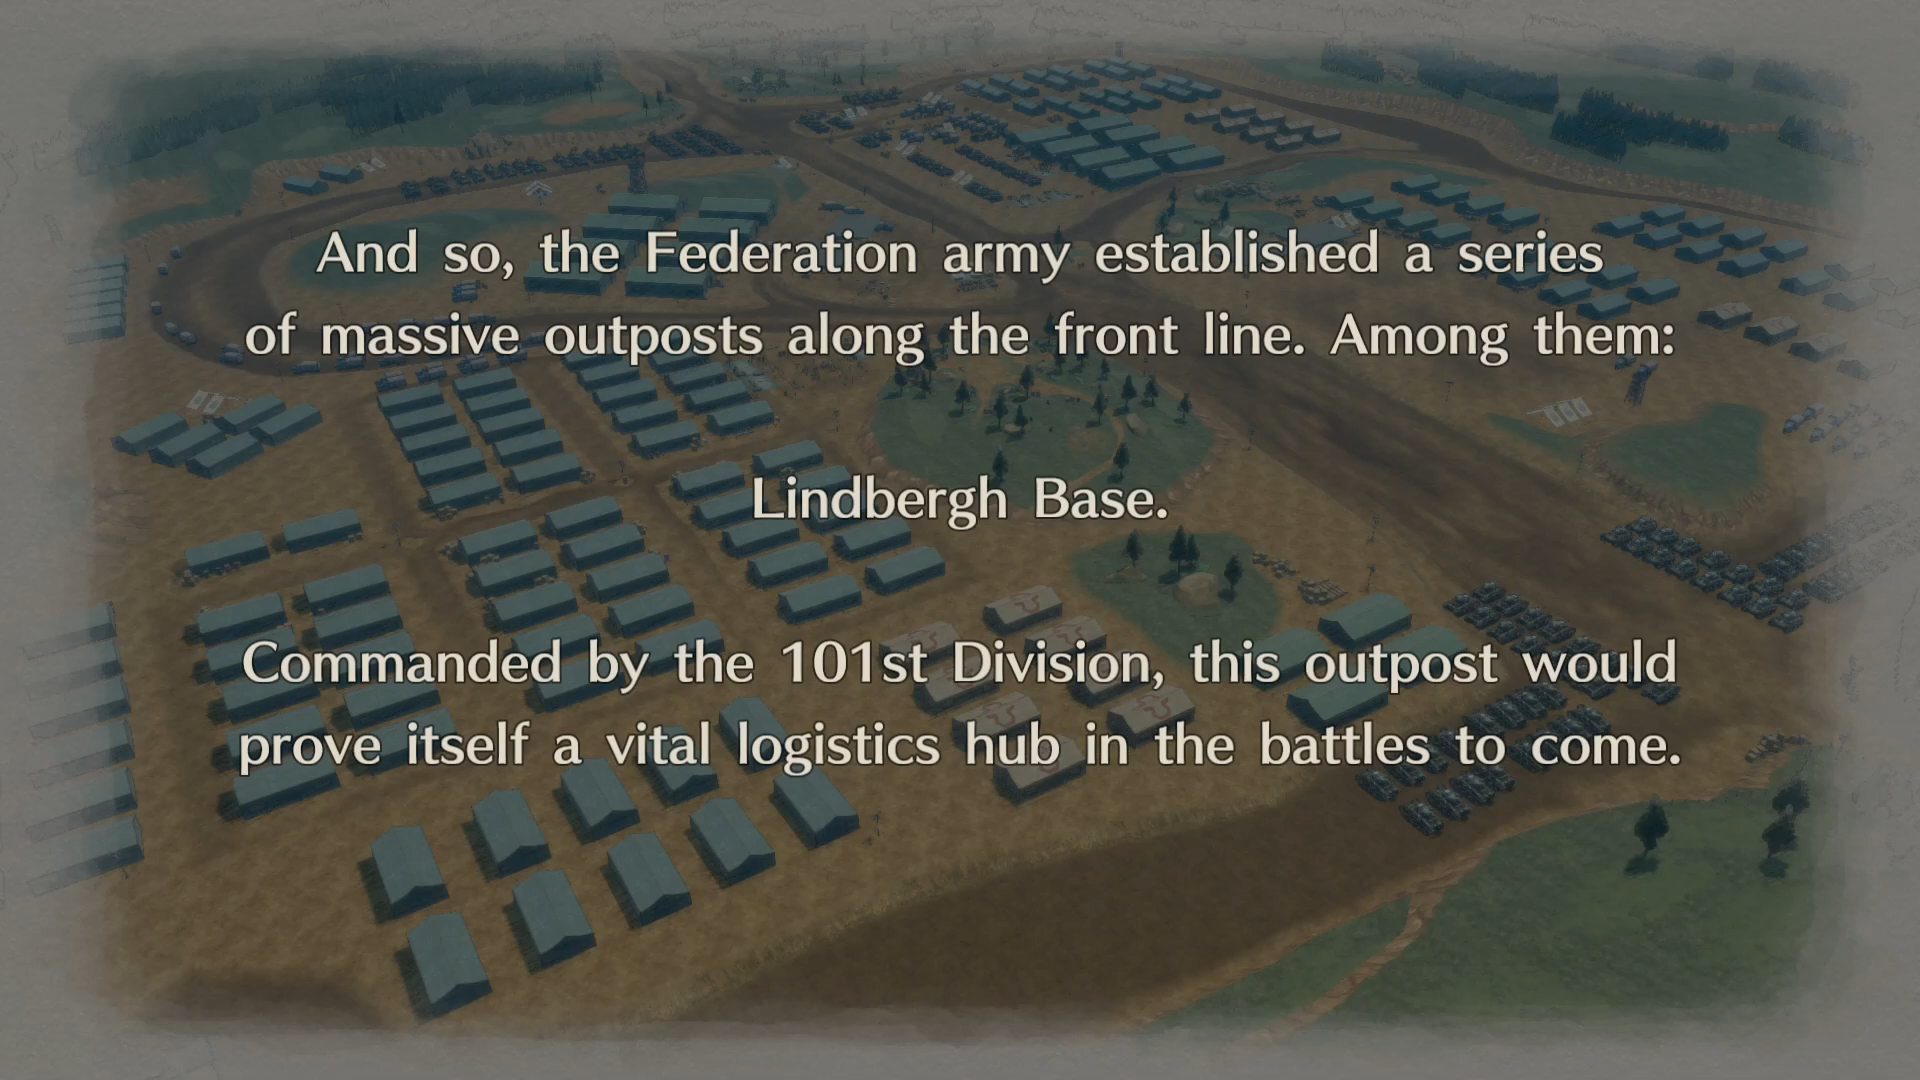 And so, the Federation army established a series
of massive outposts along the front line. Among them:
Lindbergh Base.
Commanded by the 101st Division, this outpost would
prove itself a vital logistics hub in the battles to come.